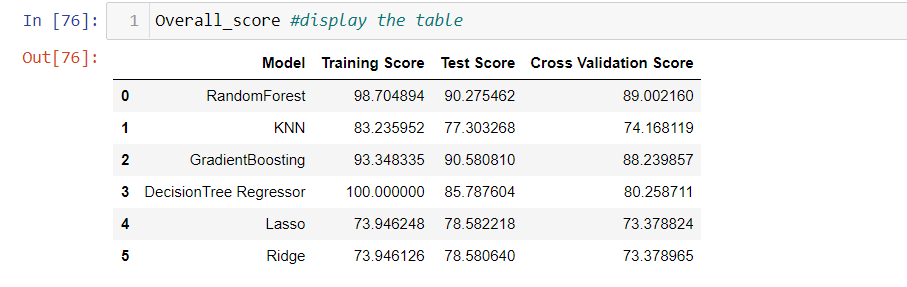 In [76]: 1 Overall_score #display the table
Out[76]:
Model Training Score Test Score Cross Validation Score
0 RandomForest 98.704894 90.275462 89.002160
1 KNN 83.235952 77.303268 74.168119
2 GradientBoosting 93.348335 90.580810 88.239857
3 DecisionTree Regressor 100.000000 85.787604 80.258711
4 Lasso 73.946248 78.582218 73.378824
5 Ridge 73.946126 78.580640 73.378965